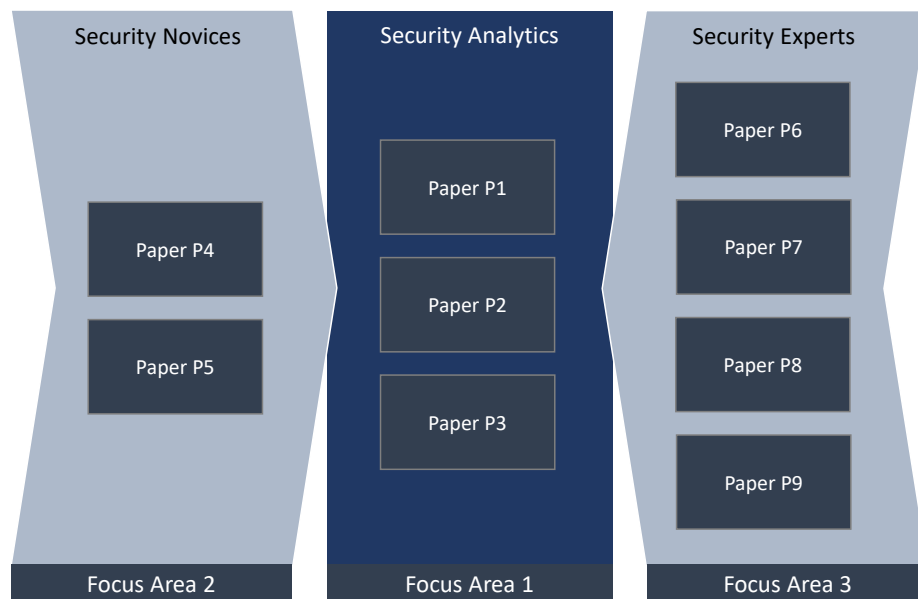 Security Novices
Paper P4
Paper P5
Focus Area 2
Security Analytics
Paper P1
Paper P2
Paper P3
Focus Area 1
Security Experts
Paper P6
Paper P7
Paper P8
Paper P9
Focus Area 3